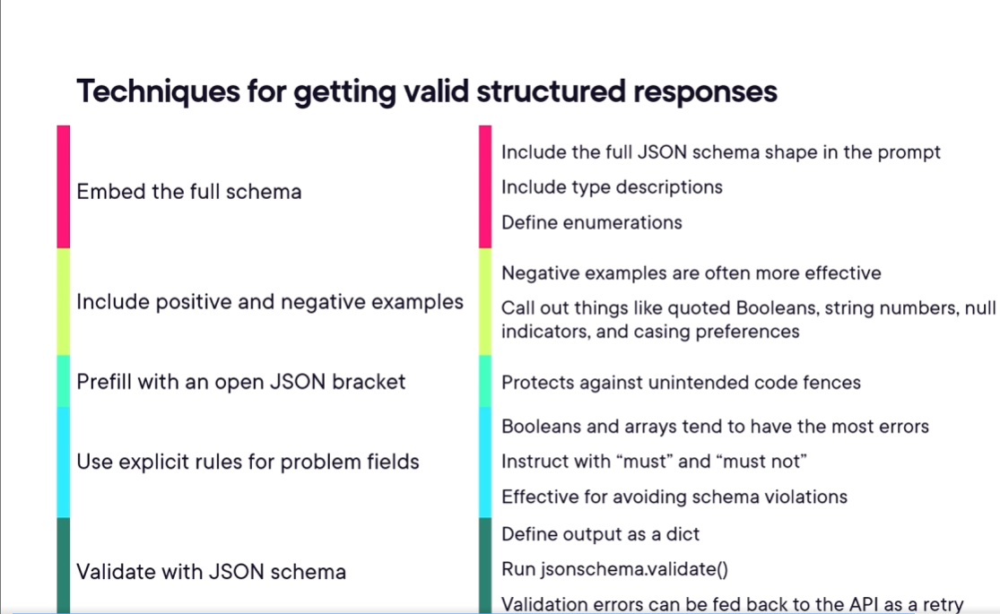 Techniques for getting valid structured responses
Embed the full schema
Include the full JSON schema shape in the prompt
Include type descriptions
Define enumerations
Include positive and negative examples
Negative examples are often more effective
Call out things like quoted Booleans, string numbers, null
indicators, and casing preferences
Prefill with an open JSON bracket
Protects against unintended code fences
Use explicit rules for problem fields
Booleans and arrays tend to have the most errors
Instruct with “must” and “must not”
Effective for avoiding schema violations
Validate with JSON schema
Define output as a dict
Run jsonschema.validate()
Validation errors can be fed back to the API as a retry